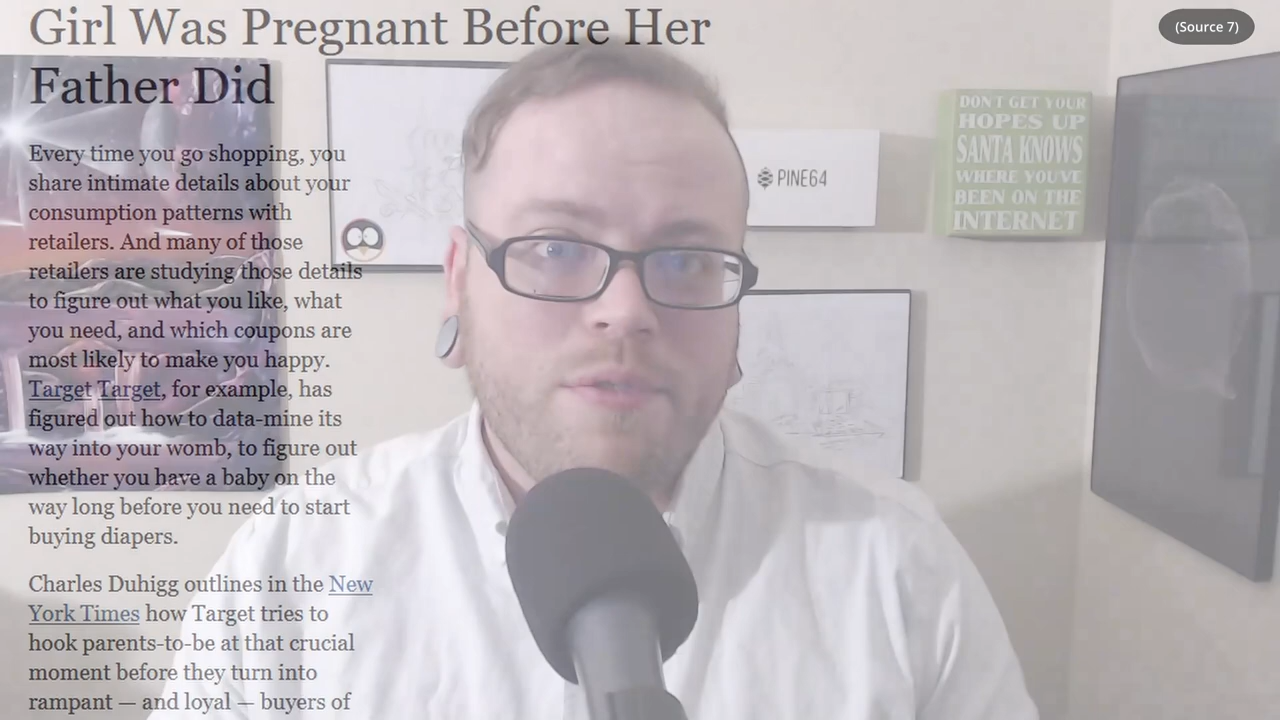 Girl Was Pregnant Before Her
Father Did
Every time you go shopping, you
share intimate details about your
consumption patterns with
retailers. And many of those
retailers are studying those details
to figure out what you like, what
you need, and which coupons are
most likely to make you happy.
Target Target, for example, has
figured out how to data-mine its
way into your womb, to figure out
whether you have a baby on the
way long before you need to start
buying diapers.
Charles Duhigg outlines in the New
York Times how Target tries to
hook parents-to-be at that crucial
moment before they turn into
rampant — and loyal — buyers of
(Source 7)
PINE64
DON'T GET YOUR
HOPES UP
SANTA KNOWS
WHERE YOU'VE
BEEN ON THE
INTERNET